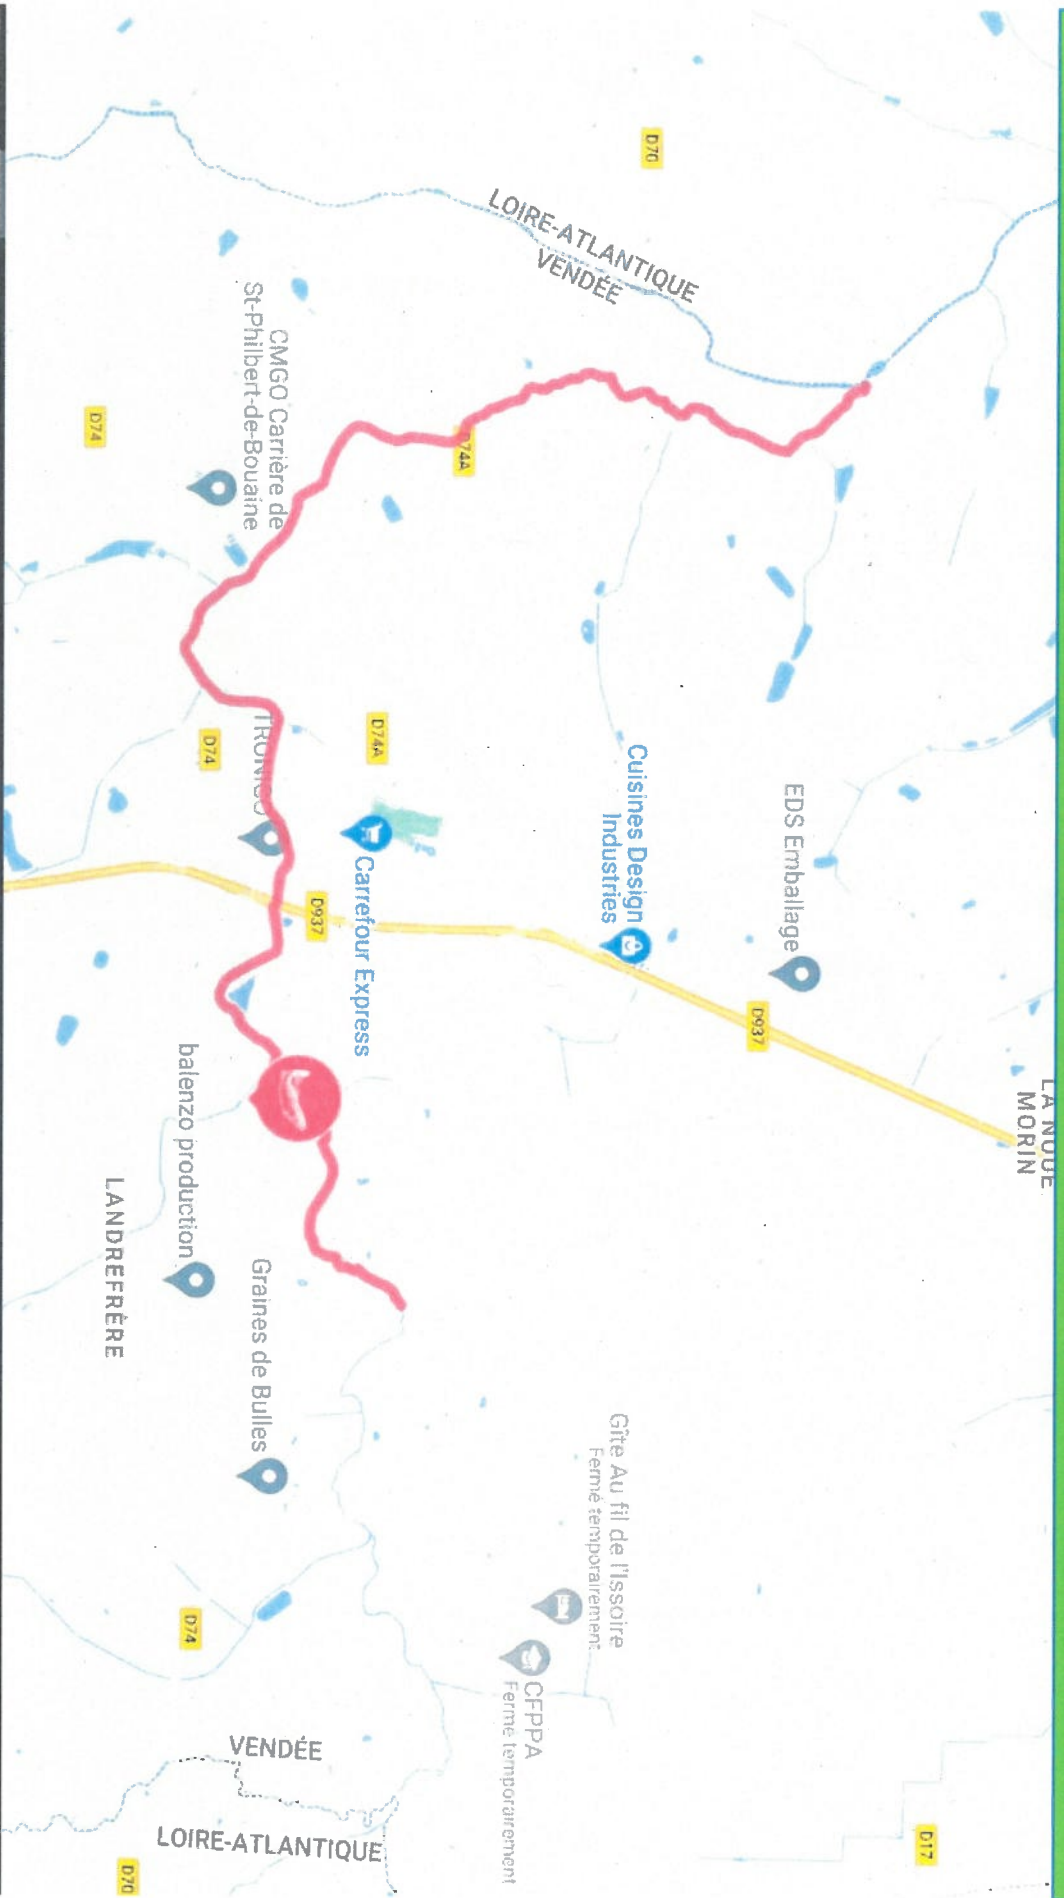 LA NOUE
MORIN
D17
EDS Emballage
D937
D70
LOIRE-ATLANTIQUE
VENDÉE
Cuisines Design
Industries
Gîte Au fil de l'Issoire
Fermé temporairement
CFPPA
Fermé temporairement
D74A
D74A
Carrefour Express
D937
CMGO Carrière de
St-Philbert-de-Bouaine
TRONICO
Graines de Bulles
D74
balenzo production
D74
VENDÉE
LOIRE-ATLANTIQUE
LANDREFRÈRE
D74
D70